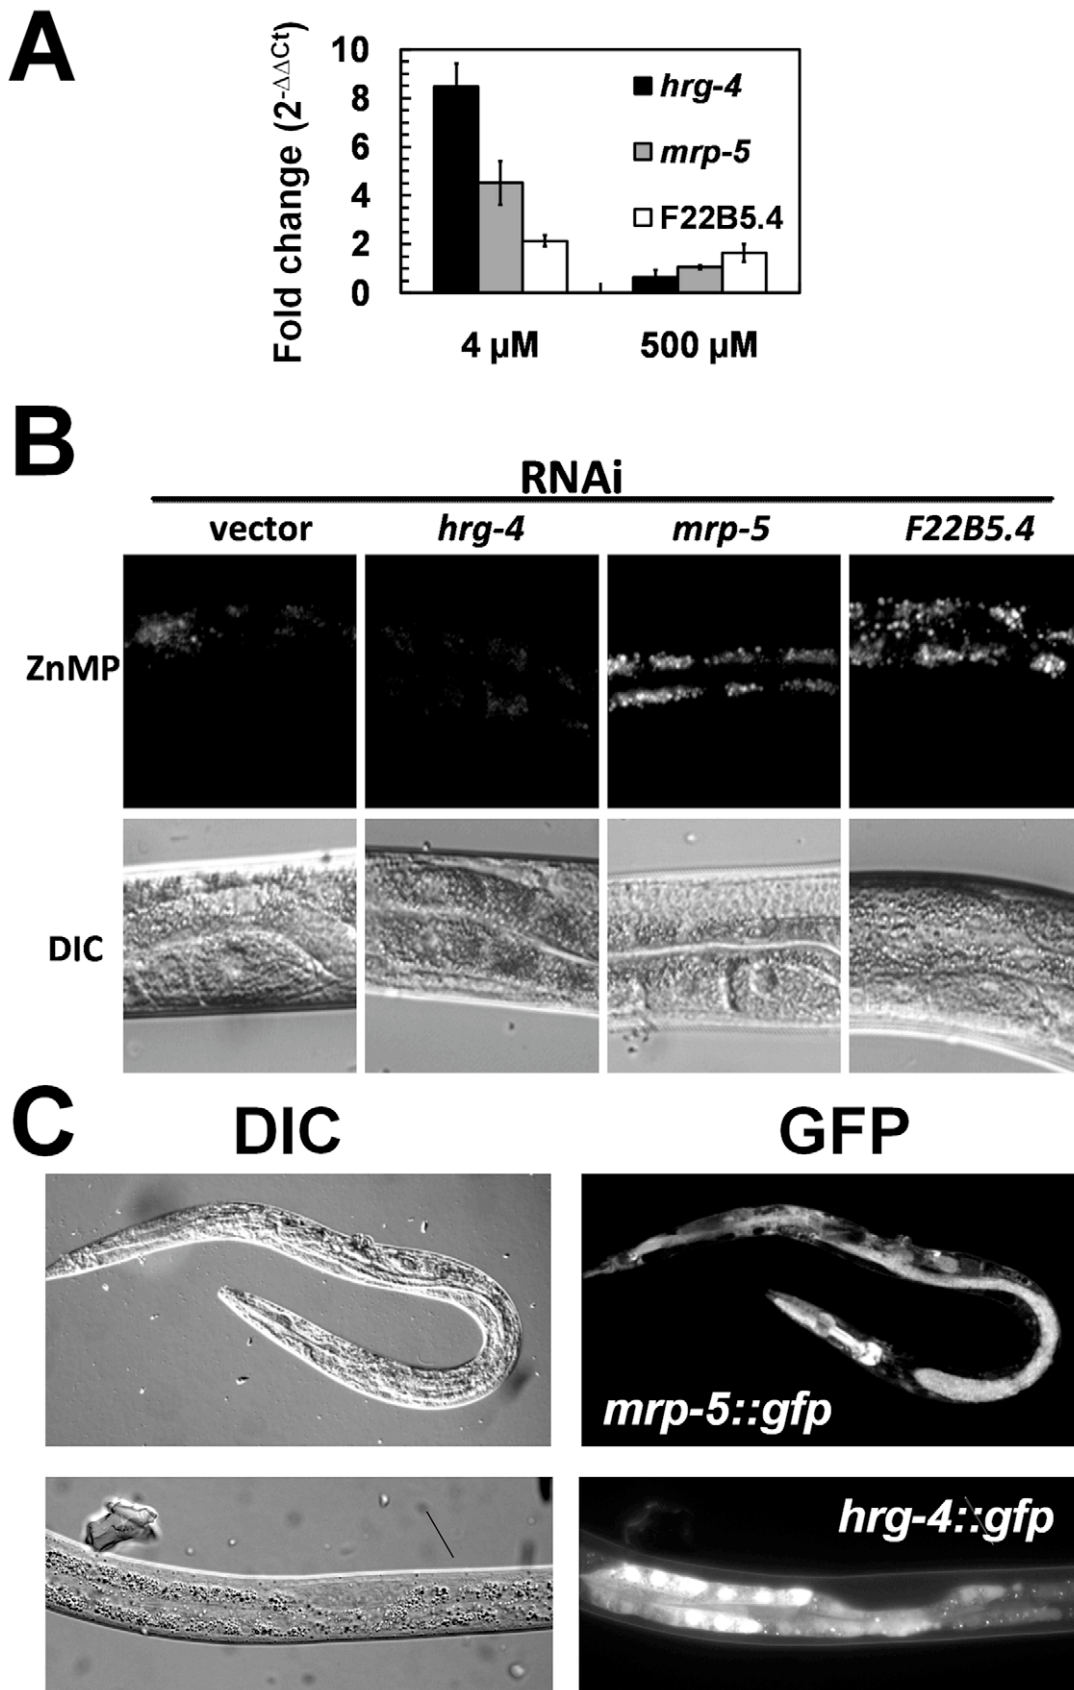 A
Fold change (2-ΔΔCt)
10
8
6
4
2
0
hrg-4
mrp-5
F22B5.4
4 µM
500 µM
B
RNAi
vector hrg-4 mrp-5 F22B5.4
ZnMP
DIC
C
DIC GFP
mrp-5::gfp
hrg-4::gfp